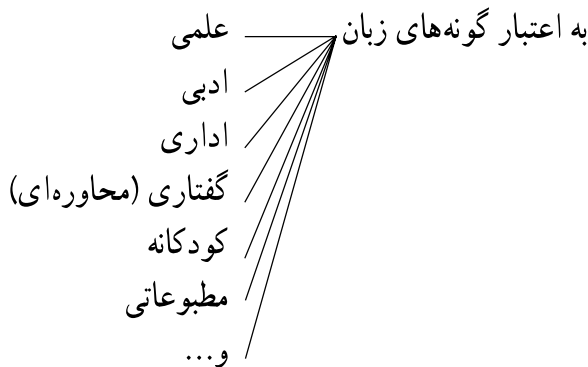 به اعتبار گونه‌های زبان
علمی
ادبی
اداری
گفتاری (محاوره‌ای)
کودکانه
مطبوعاتی
و...